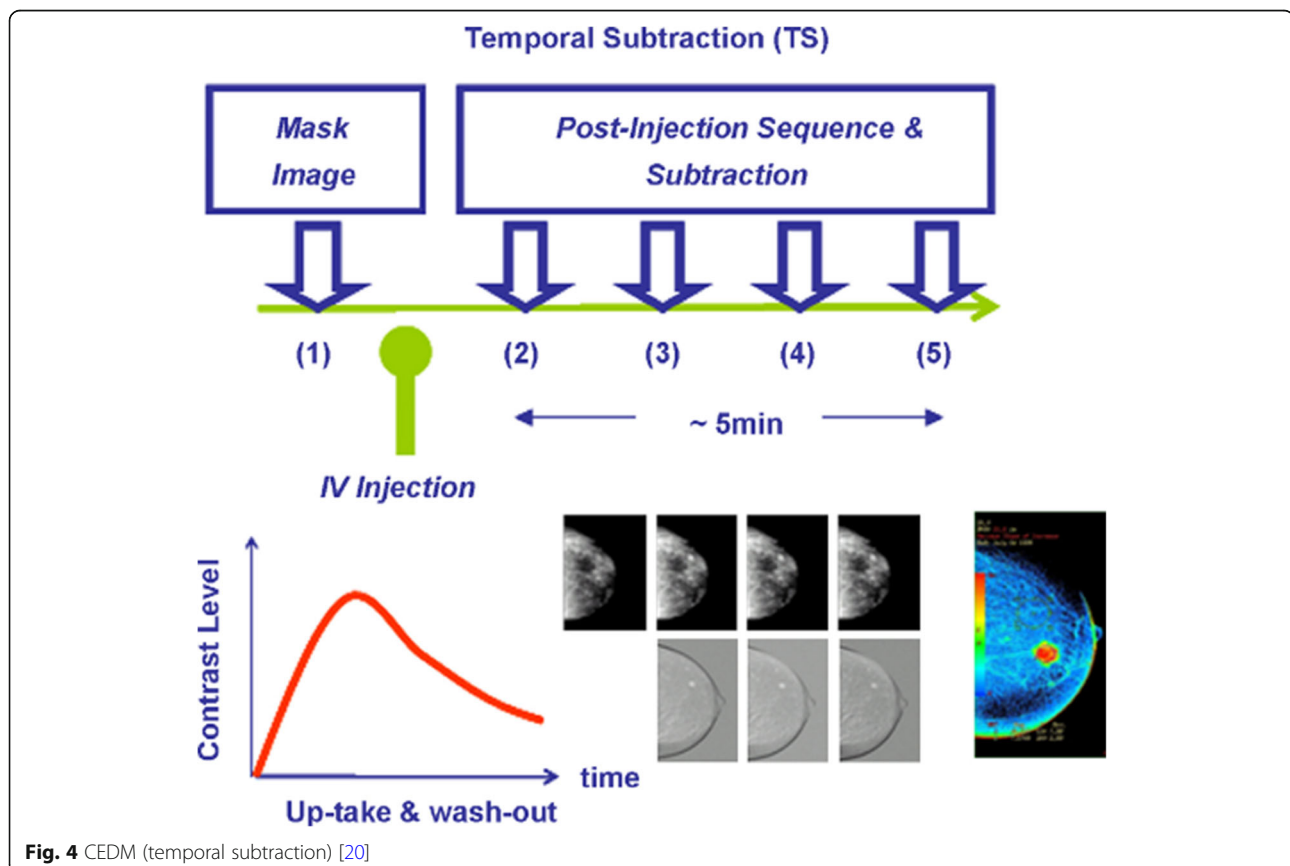 Temporal Subtraction (TS)
Mask
Image
Post-Injection Sequence &
Subtraction
(1)
(2)
(3)
(4)
(5)
~ 5min
IV Injection
Contrast Level
time
Up-take & wash-out
Fig. 4 CEDM (temporal subtraction) [20]